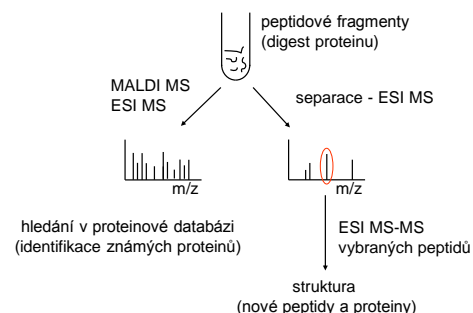 peptidové fragmenty
(digest proteinu)
MALDI MS
ESI MS
separace - ESI MS
m/z
m/z
hledání v proteinové databázi
(identifikace známých proteinů)
ESI MS-MS
vybraných peptidů
struktura
(nové peptidy a proteiny)